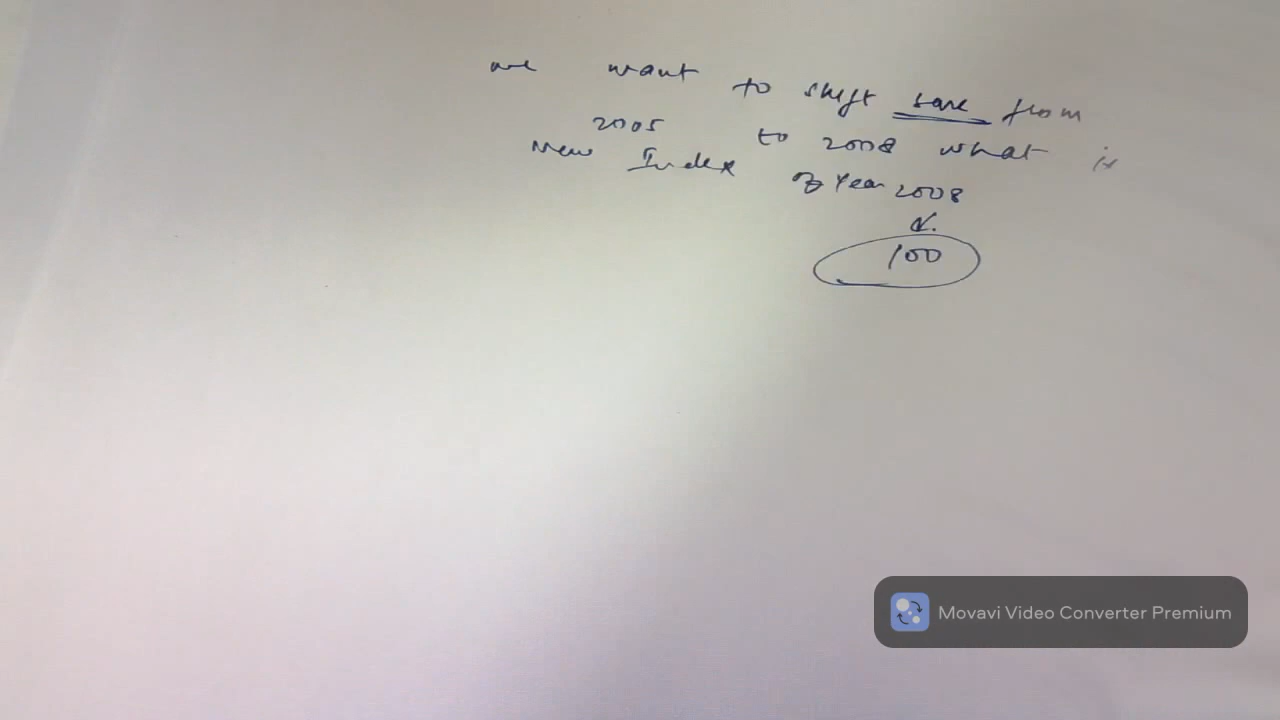 we want to shift base from
2005 to 2008 what is
New Index of Year 2008
100
Movavi Video Converter Premium